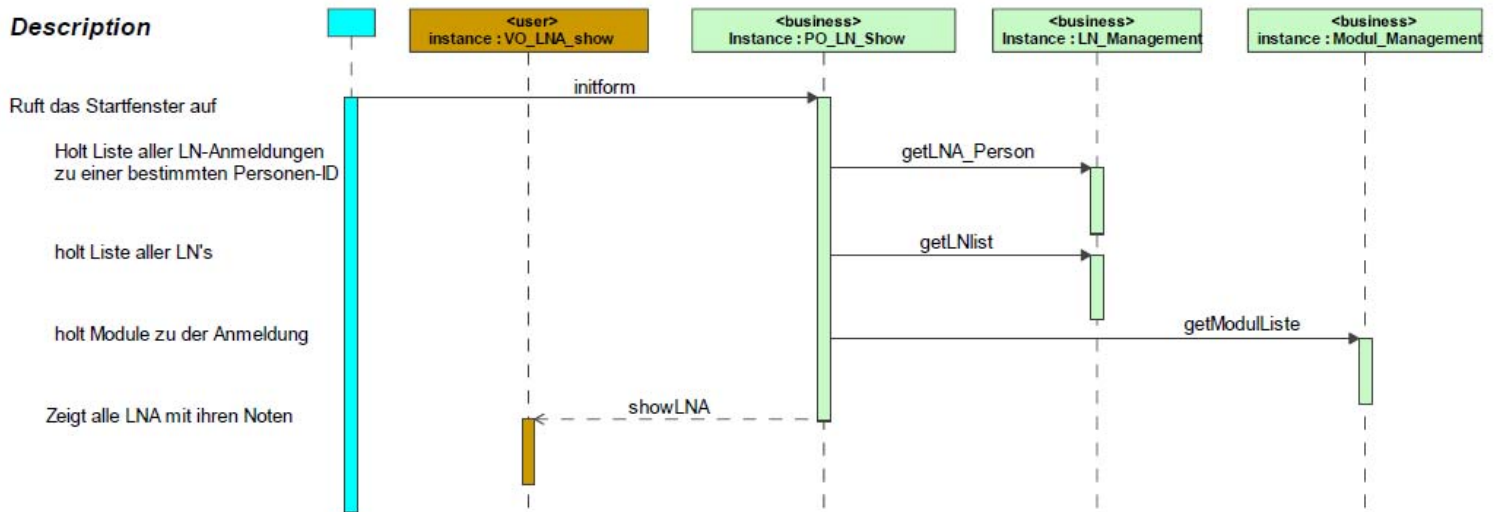 Description
<user>
instance : VO_LNA_show
<business>
Instance : PO_LN_Show
<business>
Instance : LN_Management
<business>
instance : Modul_Management
initform
Ruft das Startfenster auf
Holt Liste aller LN-Anmeldungen
zu einer bestimmten Personen-ID
getLNA_Person
holt Liste aller LN's
getLNlist
holt Module zu der Anmeldung
getModulListe
Zeigt alle LNA mit ihren Noten
showLNA